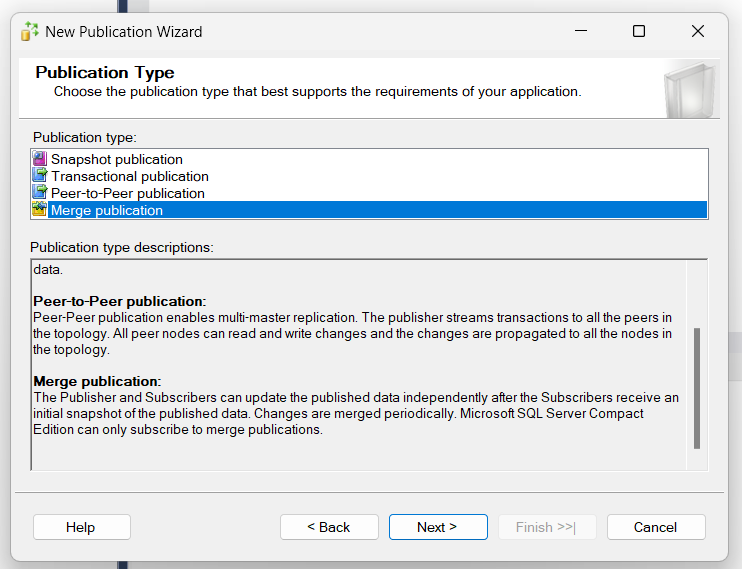 New Publication Wizard
Publication Type
Choose the publication type that best supports the requirements of your application.
Publication type:
Snapshot publication
Transactional publication
Peer-to-Peer publication
Merge publication
Publication type descriptions:
data.
Peer-to-Peer publication:
Peer-Peer publication enables multi-master replication. The publisher streams transactions to all the peers in
the topology. All peer nodes can read and write changes and the changes are propagated to all the nodes in
the topology.
Merge publication:
The Publisher and Subscribers can update the published data independently after the Subscribers receive an
initial snapshot of the published data. Changes are merged periodically. Microsoft SQL Server Compact
Edition can only subscribe to merge publications.
Help
< Back
Next >
Finish >>|
Cancel